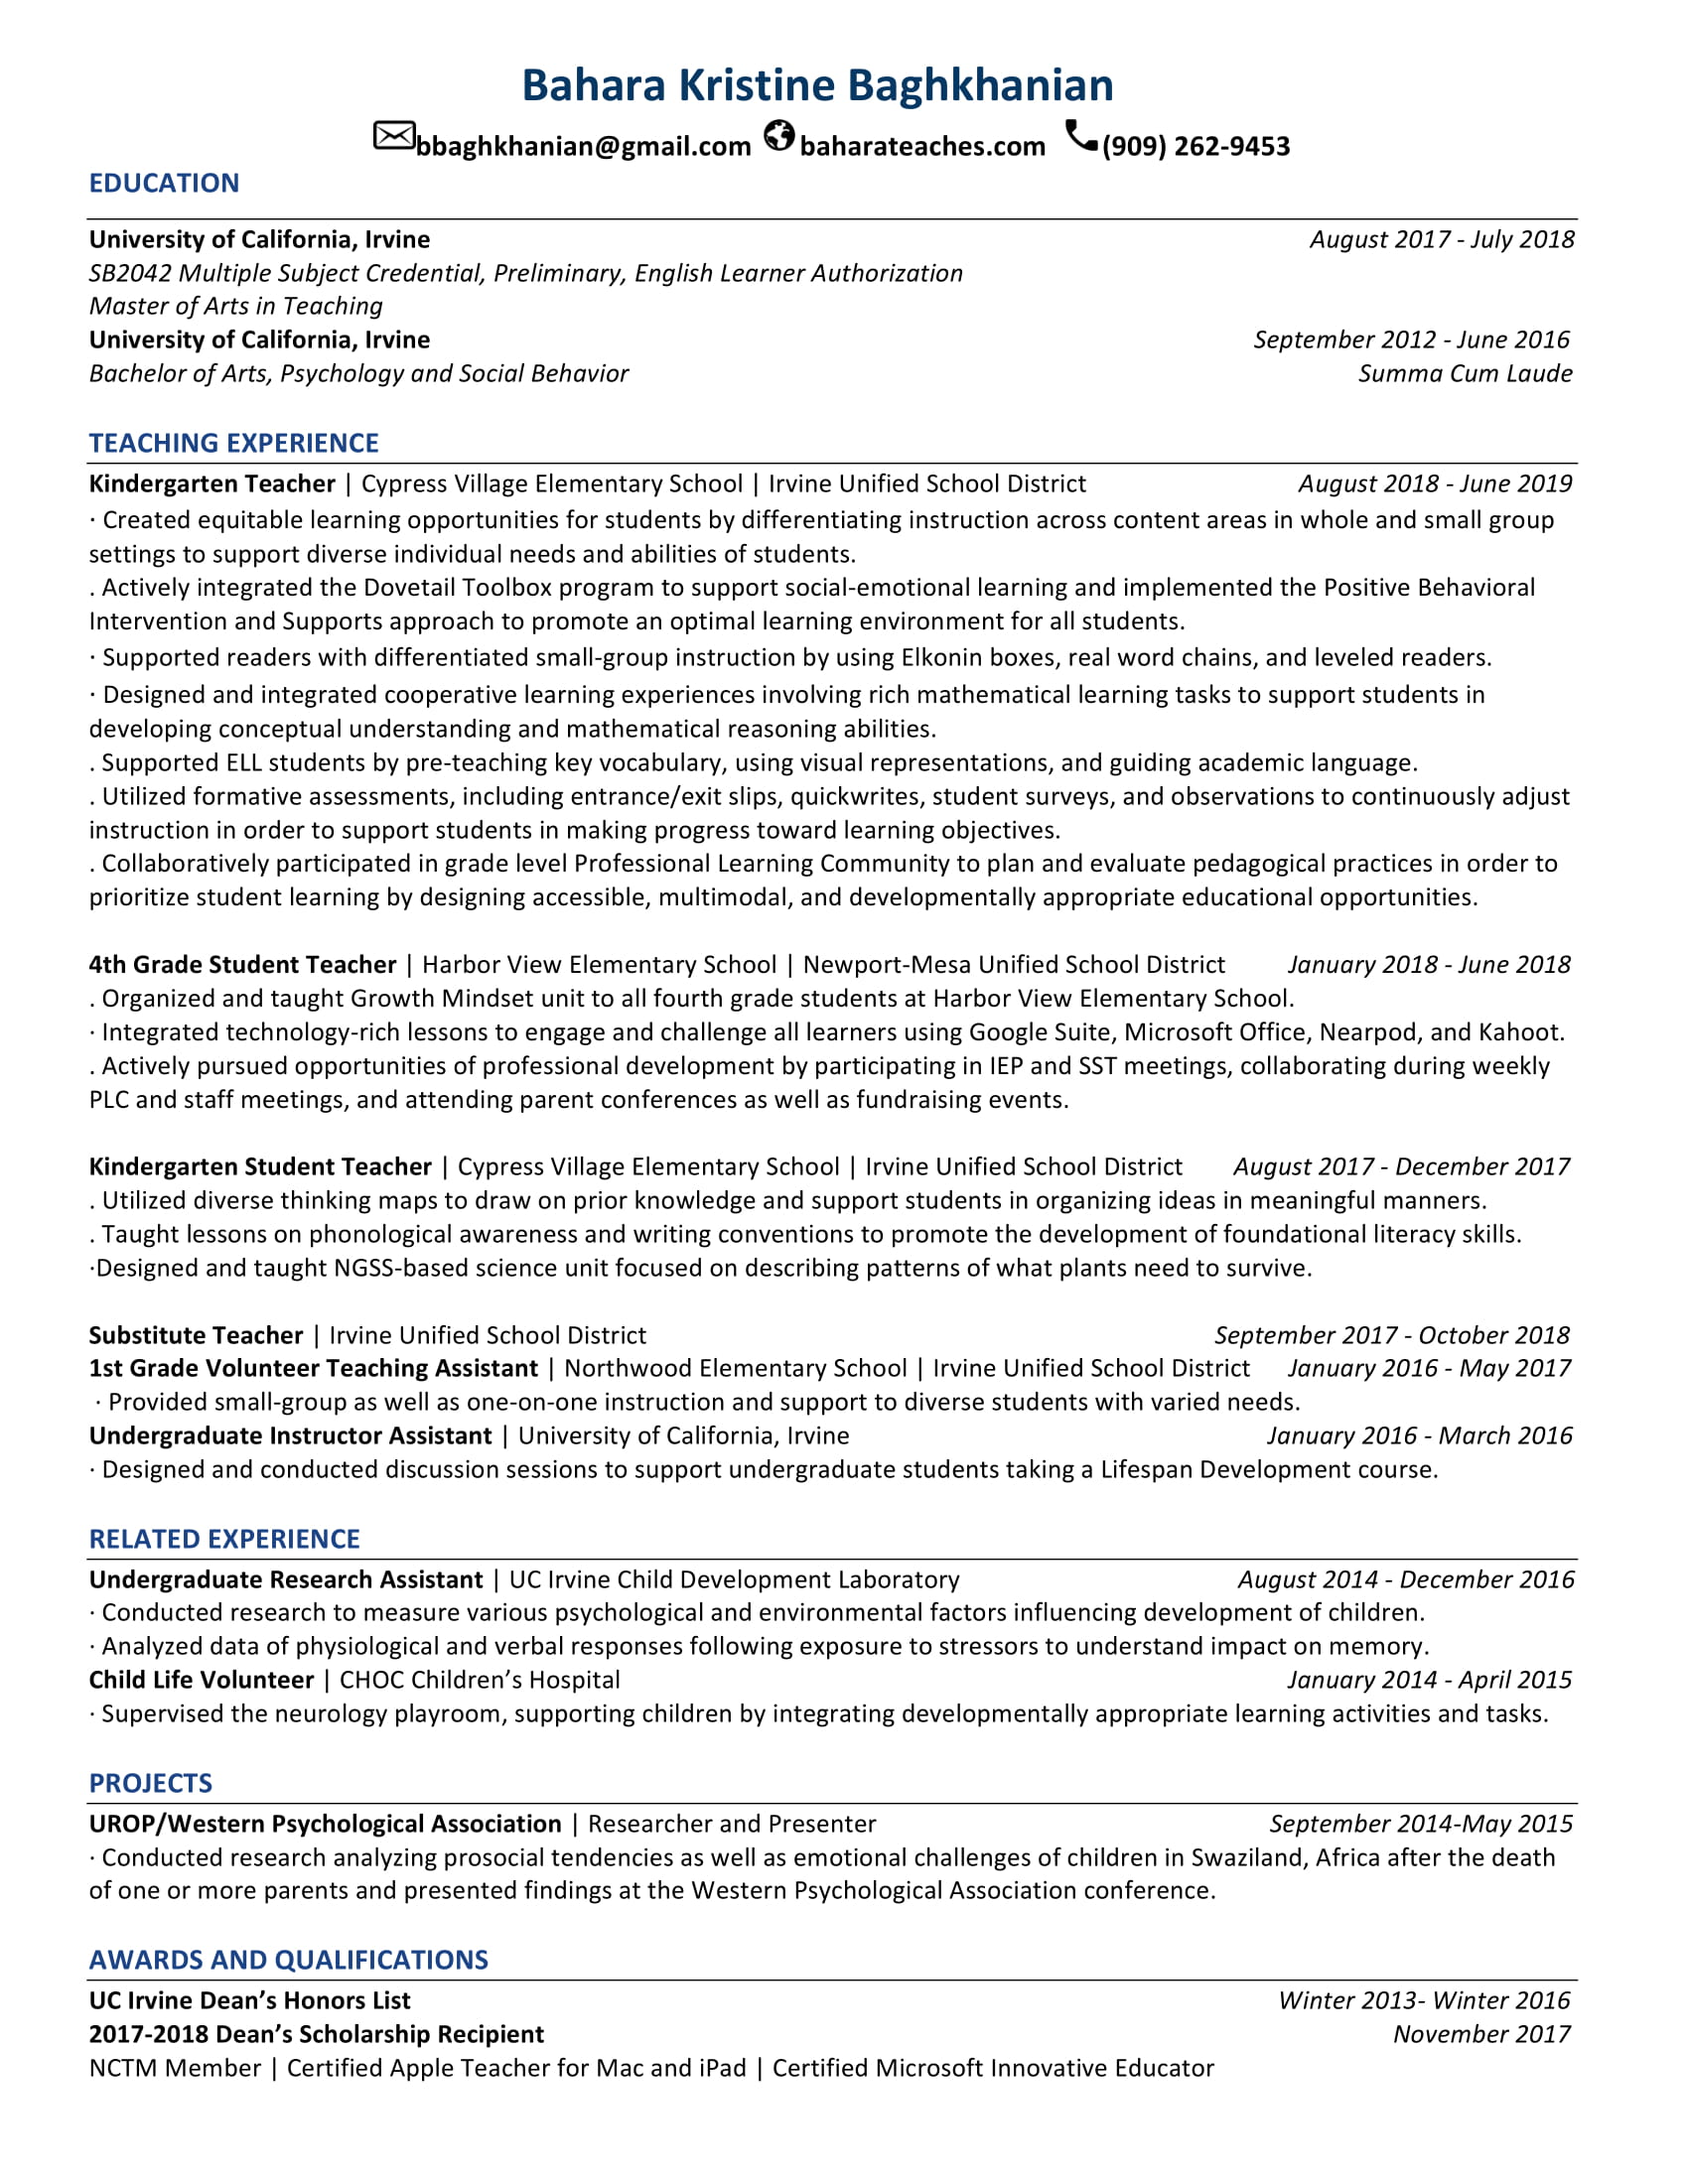 Bahara Kristine Baghkhanian
bbaghkhanian@gmail.com baharateaches.com (909) 262-9453
EDUCATION
University of California, Irvine August 2017 - July 2018
SB2042 Multiple Subject Credential, Preliminary, English Learner Authorization
Master of Arts in Teaching
University of California, Irvine September 2012 - June 2016
Bachelor of Arts, Psychology and Social Behavior Summa Cum Laude
TEACHING EXPERIENCE
Kindergarten Teacher | Cypress Village Elementary School | Irvine Unified School District August 2018 - June 2019
· Created equitable learning opportunities for students by differentiating instruction across content areas in whole and small group
settings to support diverse individual needs and abilities of students.
. Actively integrated the Dovetail Toolbox program to support social-emotional learning and implemented the Positive Behavioral
Intervention and Supports approach to promote an optimal learning environment for all students.
· Supported readers with differentiated small-group instruction by using Elkonin boxes, real word chains, and leveled readers.
· Designed and integrated cooperative learning experiences involving rich mathematical learning tasks to support students in
developing conceptual understanding and mathematical reasoning abilities.
. Supported ELL students by pre-teaching key vocabulary, using visual representations, and guiding academic language.
. Utilized formative assessments, including entrance/exit slips, quickwrites, student surveys, and observations to continuously adjust
instruction in order to support students in making progress toward learning objectives.
. Collaboratively participated in grade level Professional Learning Community to plan and evaluate pedagogical practices in order to
prioritize student learning by designing accessible, multimodal, and developmentally appropriate educational opportunities.
4th Grade Student Teacher | Harbor View Elementary School | Newport-Mesa Unified School District January 2018 - June 2018
. Organized and taught Growth Mindset unit to all fourth grade students at Harbor View Elementary School.
· Integrated technology-rich lessons to engage and challenge all learners using Google Suite, Microsoft Office, Nearpod, and Kahoot.
. Actively pursued opportunities of professional development by participating in IEP and SST meetings, collaborating during weekly
PLC and staff meetings, and attending parent conferences as well as fundraising events.
Kindergarten Student Teacher | Cypress Village Elementary School | Irvine Unified School District August 2017 - December 2017
. Utilized diverse thinking maps to draw on prior knowledge and support students in organizing ideas in meaningful manners.
. Taught lessons on phonological awareness and writing conventions to promote the development of foundational literacy skills.
·Designed and taught NGSS-based science unit focused on describing patterns of what plants need to survive.
Substitute Teacher | Irvine Unified School District September 2017 - October 2018
1st Grade Volunteer Teaching Assistant | Northwood Elementary School | Irvine Unified School District January 2016 - May 2017
· Provided small-group as well as one-on-one instruction and support to diverse students with varied needs.
Undergraduate Instructor Assistant | University of California, Irvine January 2016 - March 2016
· Designed and conducted discussion sessions to support undergraduate students taking a Lifespan Development course.
RELATED EXPERIENCE
Undergraduate Research Assistant | UC Irvine Child Development Laboratory August 2014 - December 2016
· Conducted research to measure various psychological and environmental factors influencing development of children.
· Analyzed data of physiological and verbal responses following exposure to stressors to understand impact on memory.
Child Life Volunteer | CHOC Children’s Hospital January 2014 - April 2015
· Supervised the neurology playroom, supporting children by integrating developmentally appropriate learning activities and tasks.
PROJECTS
UROP/Western Psychological Association | Researcher and Presenter September 2014-May 2015
· Conducted research analyzing prosocial tendencies as well as emotional challenges of children in Swaziland, Africa after the death
of one or more parents and presented findings at the Western Psychological Association conference.
AWARDS AND QUALIFICATIONS
UC Irvine Dean’s Honors List Winter 2013- Winter 2016
2017-2018 Dean’s Scholarship Recipient November 2017
NCTM Member | Certified Apple Teacher for Mac and iPad | Certified Microsoft Innovative Educator